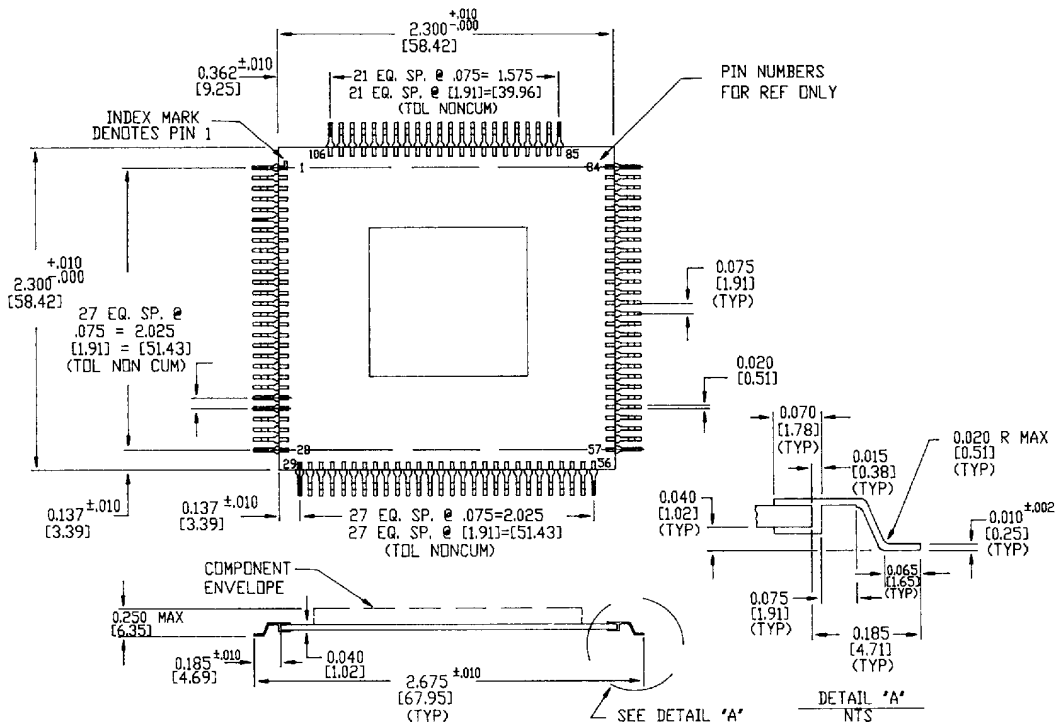 2.300 +.010 -.000
[58.42]
0.362 ±.010
[9.25]
21 EQ. SP. @ .075= 1.575
21 EQ. SP. @ [1.91]=[39.96]
(TOL NONCUM)
PIN NUMBERS
FOR REF ONLY
INDEX MARK
DENOTES PIN 1
106
85
1
84
2.300 +.010 -.000
[58.42]
27 EQ. SP. @
.075 = 2.025
[1.91] = [51.43]
(TOL NON CUM)
0.075
[1.91]
(TYP)
0.020
[0.51]
28
57
29
56
0.137 ±.010
[3.39]
0.137 ±.010
[3.39]
27 EQ. SP. @ .075=2.025
27 EQ. SP. @ [1.91]=[51.43]
(TOL NONCUM)
0.070
[1.78]
(TYP)
0.015
[0.38]
(TYP)
0.020 R MAX
[0.51]
(TYP)
0.040
[1.02]
(TYP)
0.010 ±.002
[0.25]
(TYP)
0.065
[1.65]
(TYP)
0.075
[1.91]
(TYP)
0.185
[4.71]
(TYP)
DETAIL "A"
NTS
COMPONENT
ENVELOPE
0.250 MAX
[6.35]
0.185 ±.010
[4.69]
0.040
[1.02]
2.675 ±.010
[67.95]
(TYP)
SEE DETAIL "A"